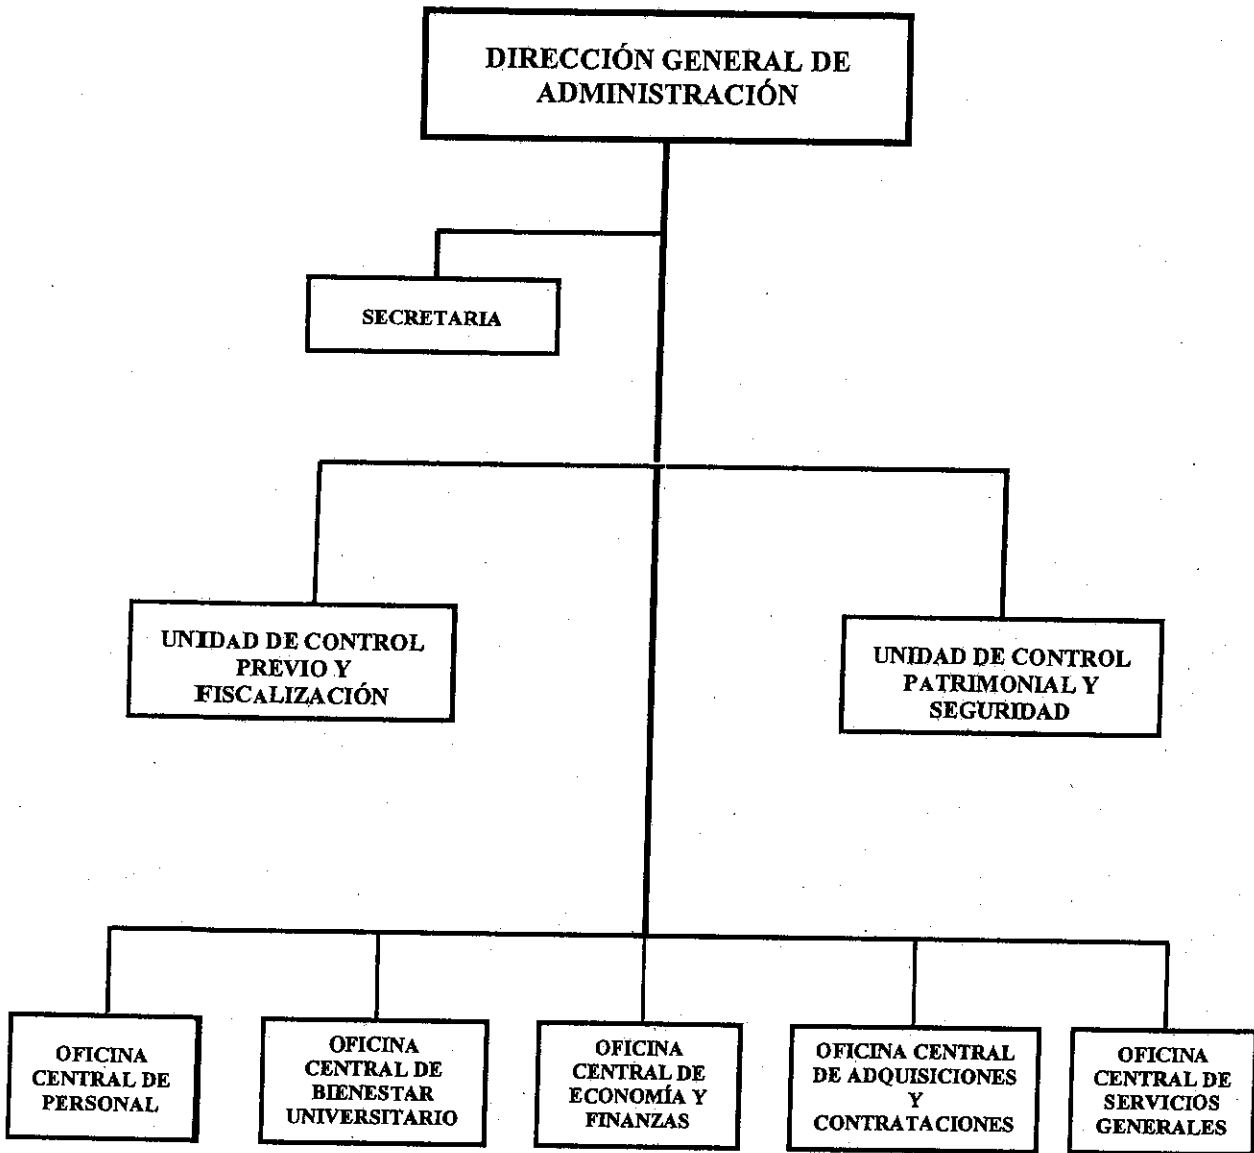 DIRECCIÓN GENERAL DE
ADMINISTRACIÓN
SECRETARIA
UNIDAD DE CONTROL
PREVIO Y
FISCALIZACIÓN
UNIDAD DE CONTROL
PATRIMONIAL Y
SEGURIDAD
OFICINA
CENTRAL DE
PERSONAL
OFICINA
CENTRAL DE
BIENESTAR
UNIVERSITARIO
OFICINA
CENTRAL DE
ECONOMÍA Y
FINANZAS
OFICINA CENTRAL
DE ADQUISICIONES
Y
CONTRATACIONES
OFICINA
CENTRAL DE
SERVICIOS
GENERALES